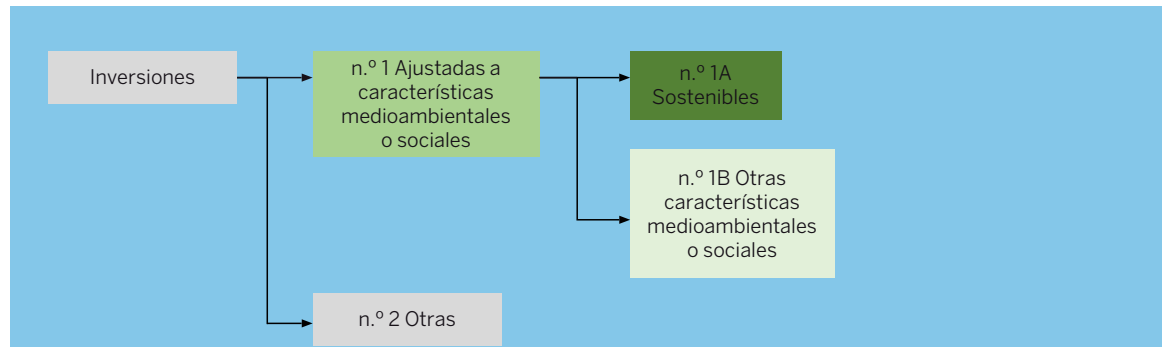 Inversiones
n.º 1 Ajustadas a
características
medioambientales
o sociales
n.º 1A
Sostenibles
n.º 1B Otras
características
medioambientales
o sociales
n.º 2 Otras